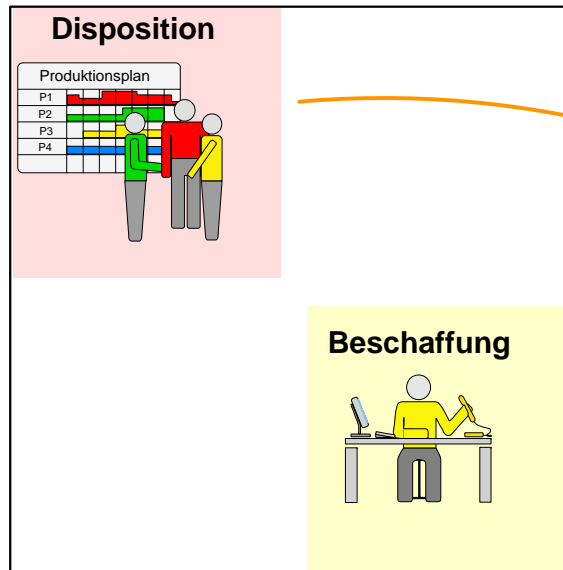 Disposition
Produktionsplan
P1
P2
P3
P4
Beschaffung